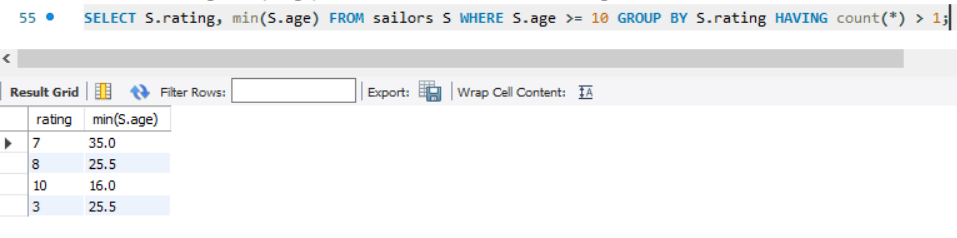 55 SELECT S.rating, min(S.age) FROM sailors S WHERE S.age >= 10 GROUP BY S.rating HAVING count(*) > 1;
Result Grid Filter Rows: Export: Wrap Cell Content: IA
rating min(S.age)
7 35.0
8 25.5
10 16.0
3 25.5